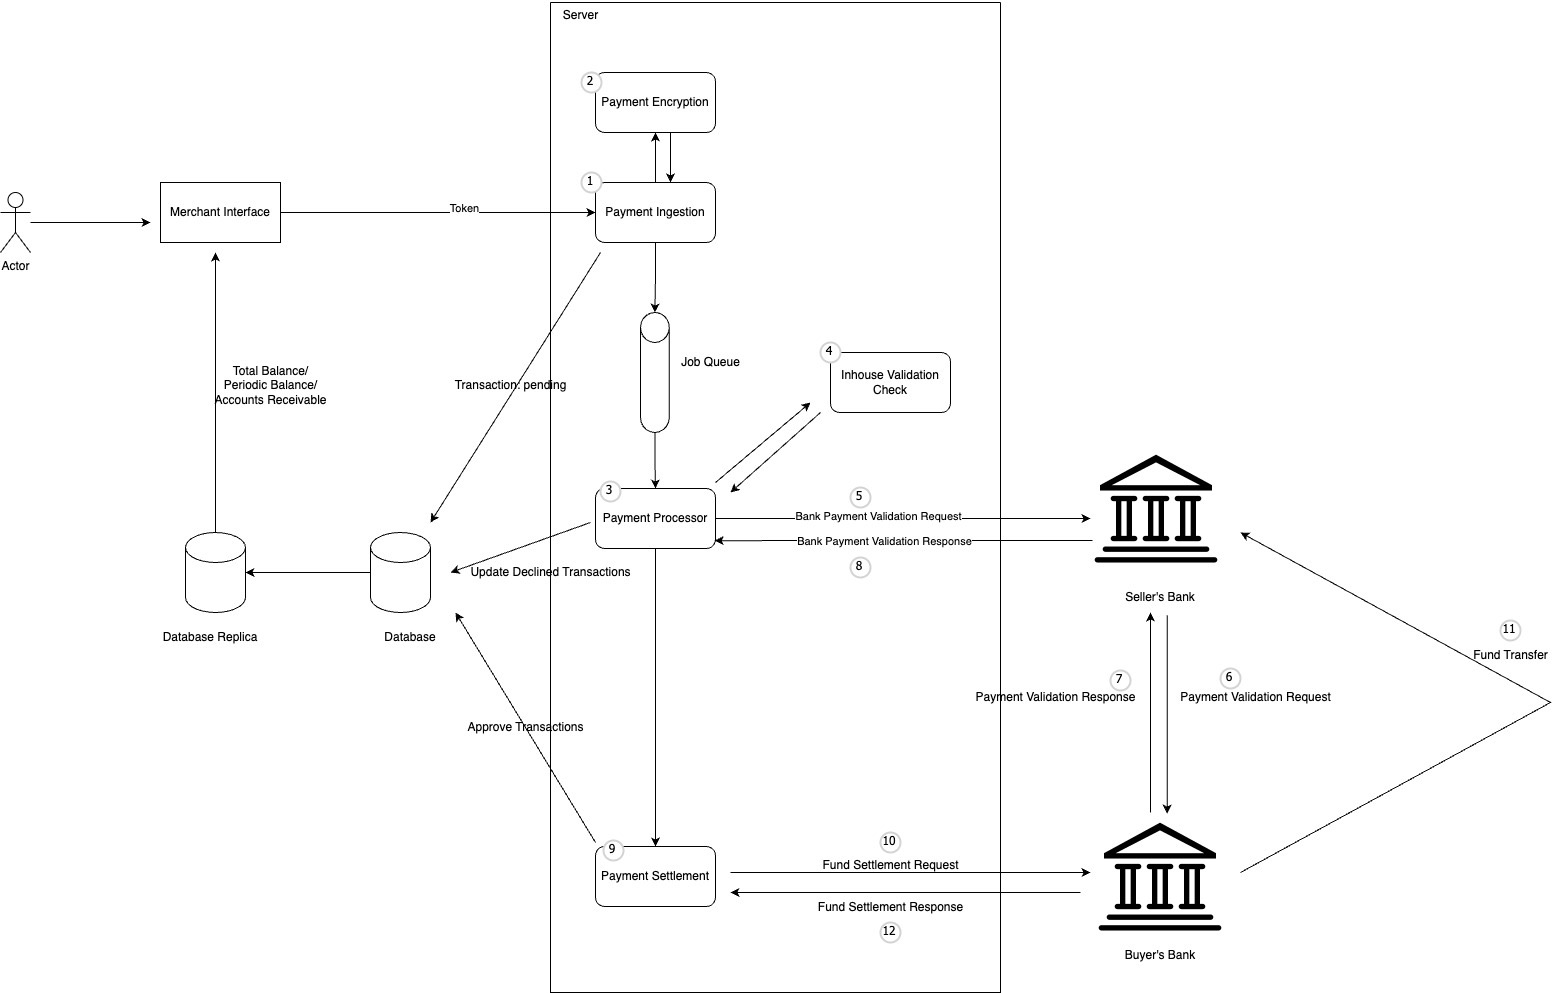 Server
2
Payment Encryption
1
Merchant Interface
Token
Payment Ingestion
Actor
Job Queue
4
Inhouse Validation
Check
Total Balance/
Periodic Balance/
Accounts Receivable
Transaction: pending
3
Payment Processor
5
Bank Payment Validation Request
Bank Payment Validation Response
8
Update Declined Transactions
Seller's Bank
Database Replica
Database
11
Fund Transfer
7
6
Payment Validation Response
Payment Validation Request
Approve Transactions
9
Payment Settlement
10
Fund Settlement Request
Fund Settlement Response
12
Buyer's Bank